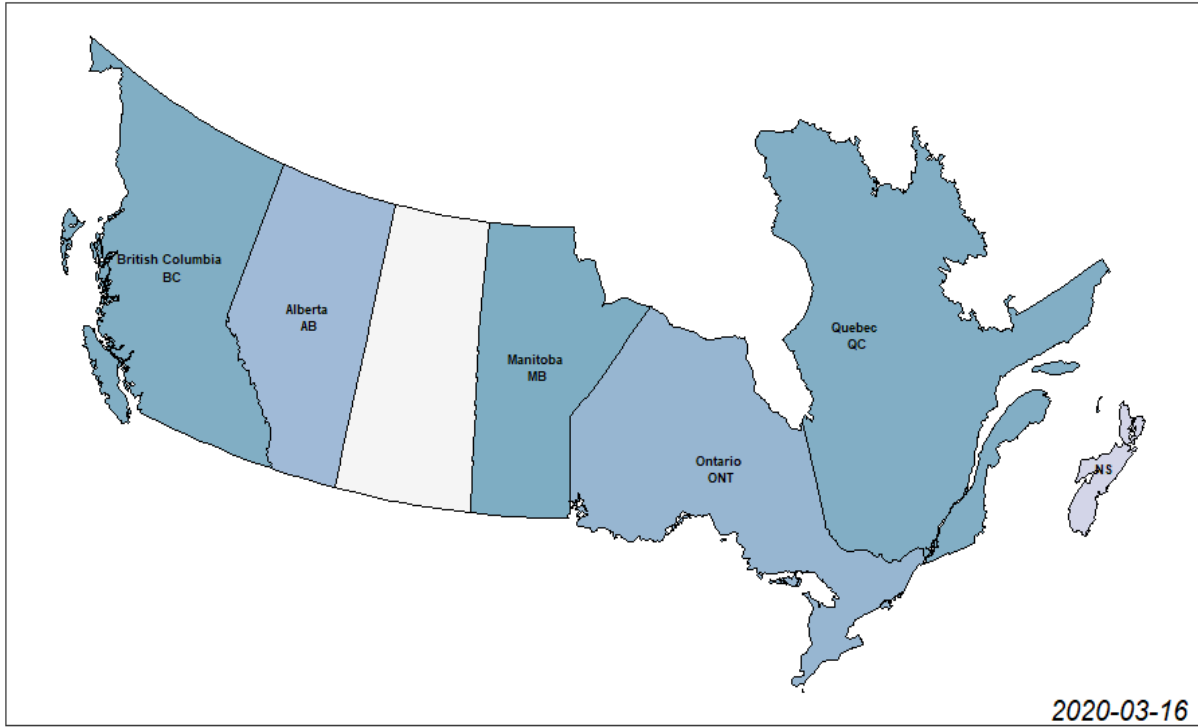 British Columbia
BC
Alberta
AB
Manitoba
MB
Ontario
ONT
Quebec
QC
NS
2020-03-16